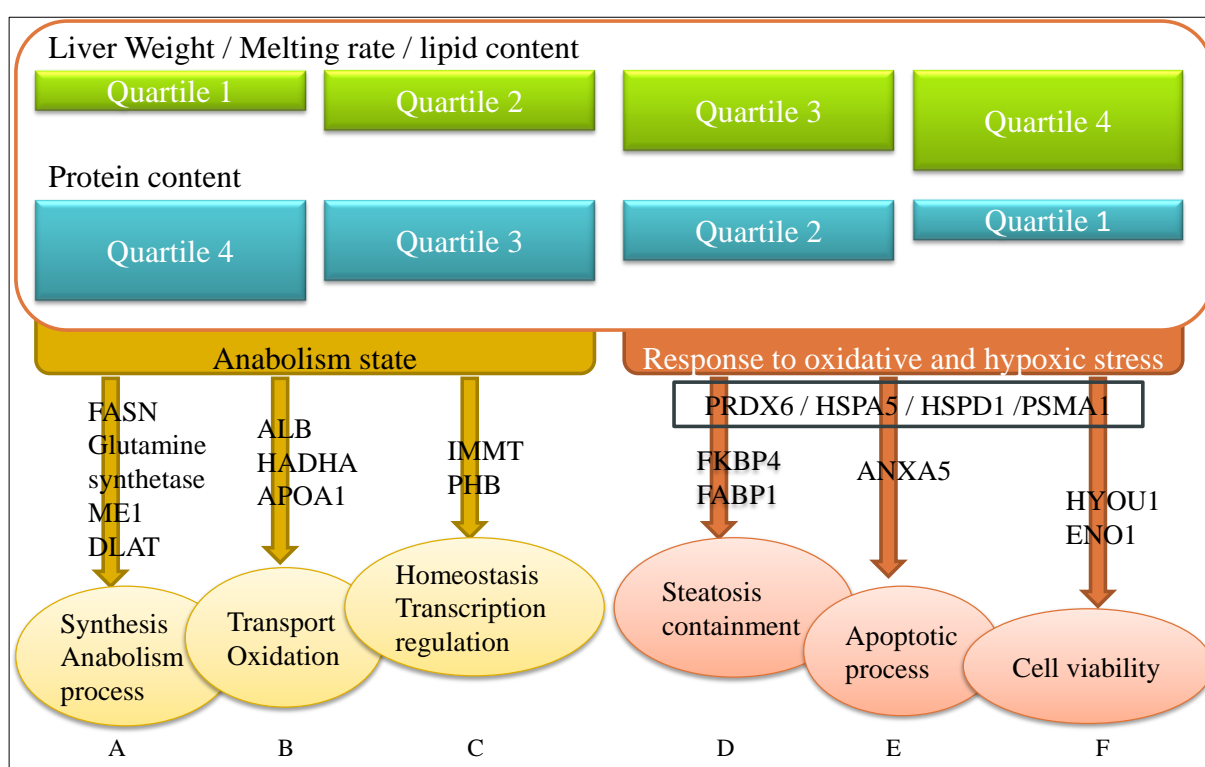 Liver Weight / Melting rate / lipid content
Quartile 1
Quartile 2
Quartile 3
Quartile 4
Protein content
Quartile 4
Quartile 3
Quartile 2
Quartile 1
Anabolism state
Response to oxidative and hypoxic stress
PRDX6 / HSPA5 / HSPD1 /PSMA1
FASN
Glutamine
synthetase
ME1
DLAT
ALB
HADHA
APOA1
IMMT
PHB
FKBP4
FABP1
ANXA5
HYOU1
ENO1
Synthesis
Anabolism
process
Transport
Oxidation
Homeostasis
Transcription
regulation
Steatosis
containment
Apoptotic
process
Cell viability
A
B
C
D
E
F